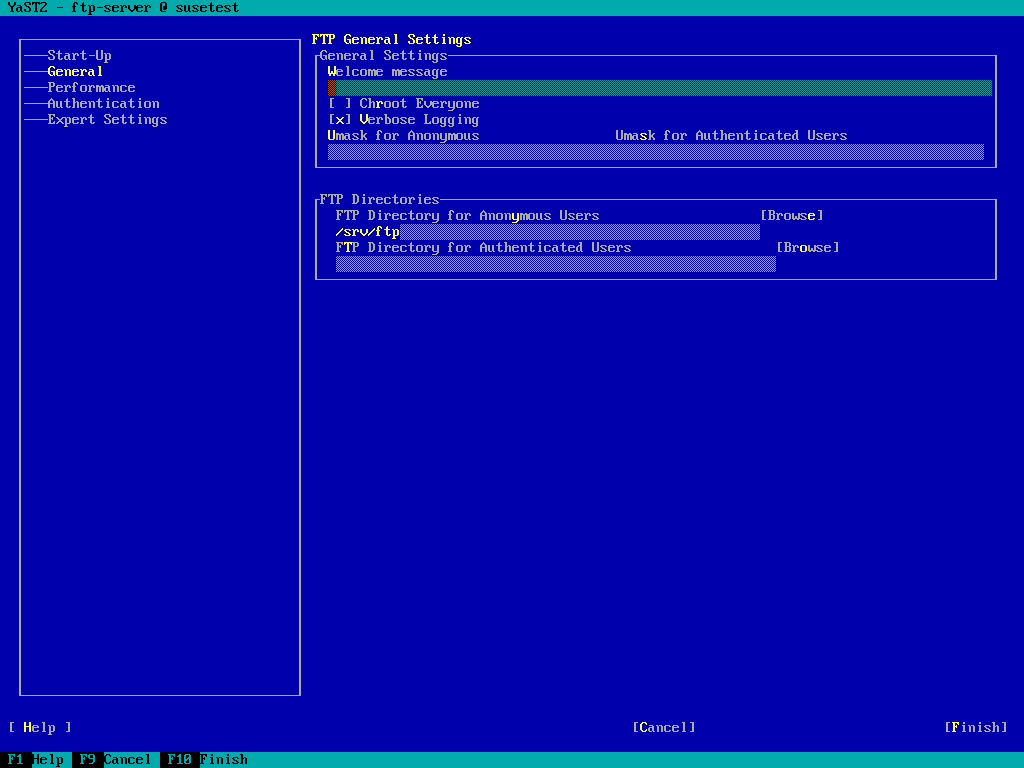 YaST2 - ftp-server @ susetest
Start-Up
General
Performance
Authentication
Expert Settings
FTP General Settings
General Settings
Welcome message
[ ] Chroot Everyone
[x] Verbose Logging
Umask for Anonymous Umask for Authenticated Users
FTP Directories
FTP Directory for Anonymous Users [Browse]
/srv/ftp
FTP Directory for Authenticated Users [Browse]
[ Help ] [Cancel] [Finish]
F1 Help F9 Cancel F10 Finish